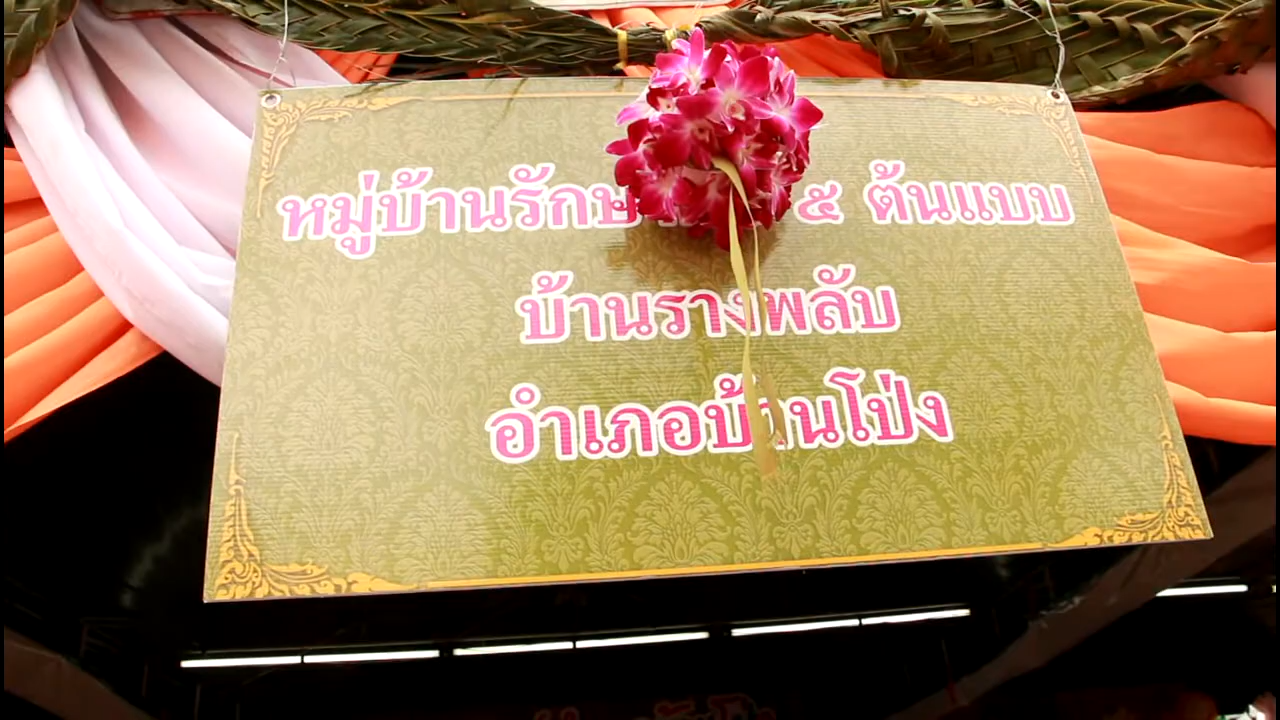 หมู่บ้านรักษ ๕ ต้นแบบ
บ้านรางพลับ
อำเภอบ้านโป่ง